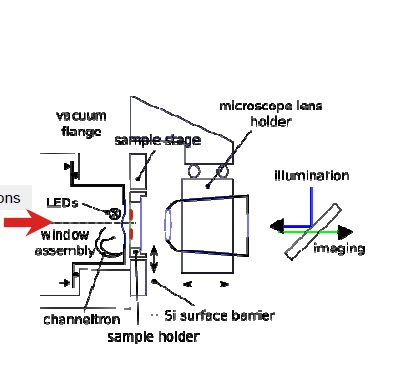 vacuum
flange
sample stage
microscope lens
holder
illumination
ons
LEDs
window
assembly
imaging
channeltron
Si surface barrier
sample holder